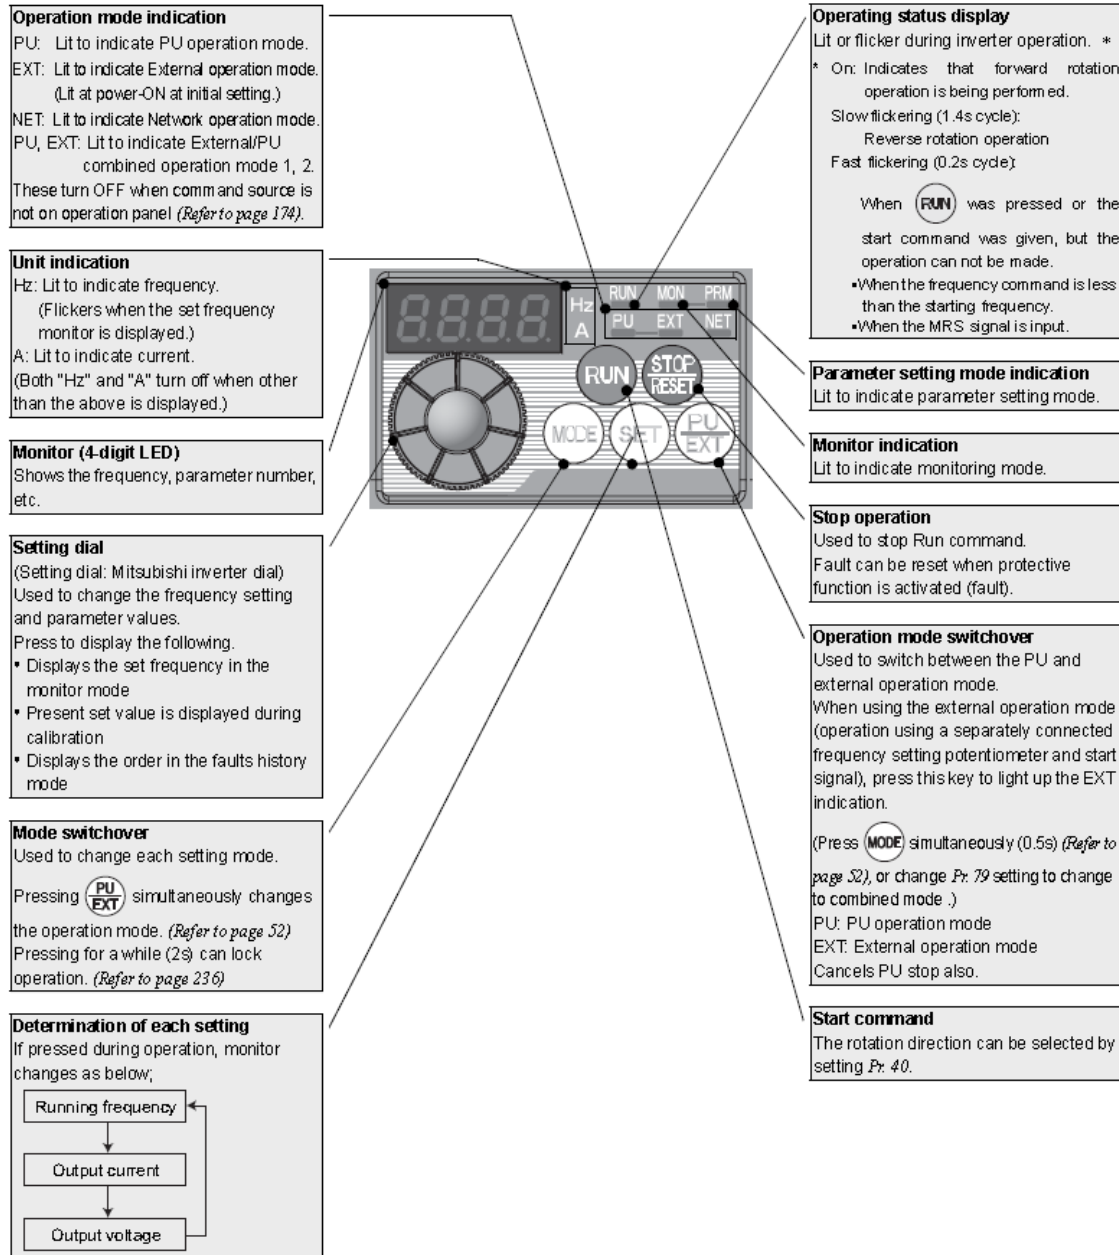 Operation mode indication
PU: Lit to indicate PU operation mode.
EXT: Lit to indicate External operation mode.
(Lit at power-ON at initial setting.)
NET: Lit to indicate Network operation mode.
PU, EXT: Lit to indicate External/PU
combined operation mode 1, 2.
These turn OFF when command source is
not on operation panel (Refer to page 174).
Unit indication
Hz: Lit to indicate frequency.
(Flickers when the set frequency
monitor is displayed.)
A: Lit to indicate current.
(Both "Hz" and "A" turn off when other
than the above is displayed.)
Monitor (4-digit LED)
Shows the frequency, parameter number,
etc.
Setting dial
(Setting dial: Mitsubishi inverter dial)
Used to change the frequency setting
and parameter values.
Press to display the following.
• Displays the set frequency in the
monitor mode
• Present set value is displayed during
calibration
• Displays the order in the faults history
mode
Mode switchover
Used to change each setting mode.
Pressing PU/EXT simultaneously changes
the operation mode. (Refer to page 52)
Pressing for a while (2s) can lock
operation. (Refer to page 236)
Determination of each setting
If pressed during operation, monitor
changes as below;
Running frequency
Output current
Output voltage
8.8.8.8.
Hz
A
RUN MON PRM
PU EXT NET
RUN
STOP
RESET
MODE
SET
PU
EXT
Operating status display
Lit or flicker during inverter operation. *
* On: Indicates that forward rotation
operation is being performed.
Slow flickering (1.4s cycle):
Reverse rotation operation
Fast flickering (0.2s cycle):
When RUN was pressed or the
start command was given, but the
operation can not be made.
•When the frequency command is less
than the starting frequency.
•When the MRS signal is input.
Parameter setting mode indication
Lit to indicate parameter setting mode.
Monitor indication
Lit to indicate monitoring mode.
Stop operation
Used to stop Run command.
Fault can be reset when protective
function is activated (fault).
Operation mode switchover
Used to switch between the PU and
external operation mode.
When using the external operation mode
(operation using a separately connected
frequency setting potentiometer and start
signal), press this key to light up the EXT
indication.
(Press MODE simultaneously (0.5s) (Refer to
page 52), or change Pr. 79 setting to change
to combined mode .)
PU: PU operation mode
EXT: External operation mode
Cancels PU stop also.
Start command
The rotation direction can be selected by
setting Pr. 40.